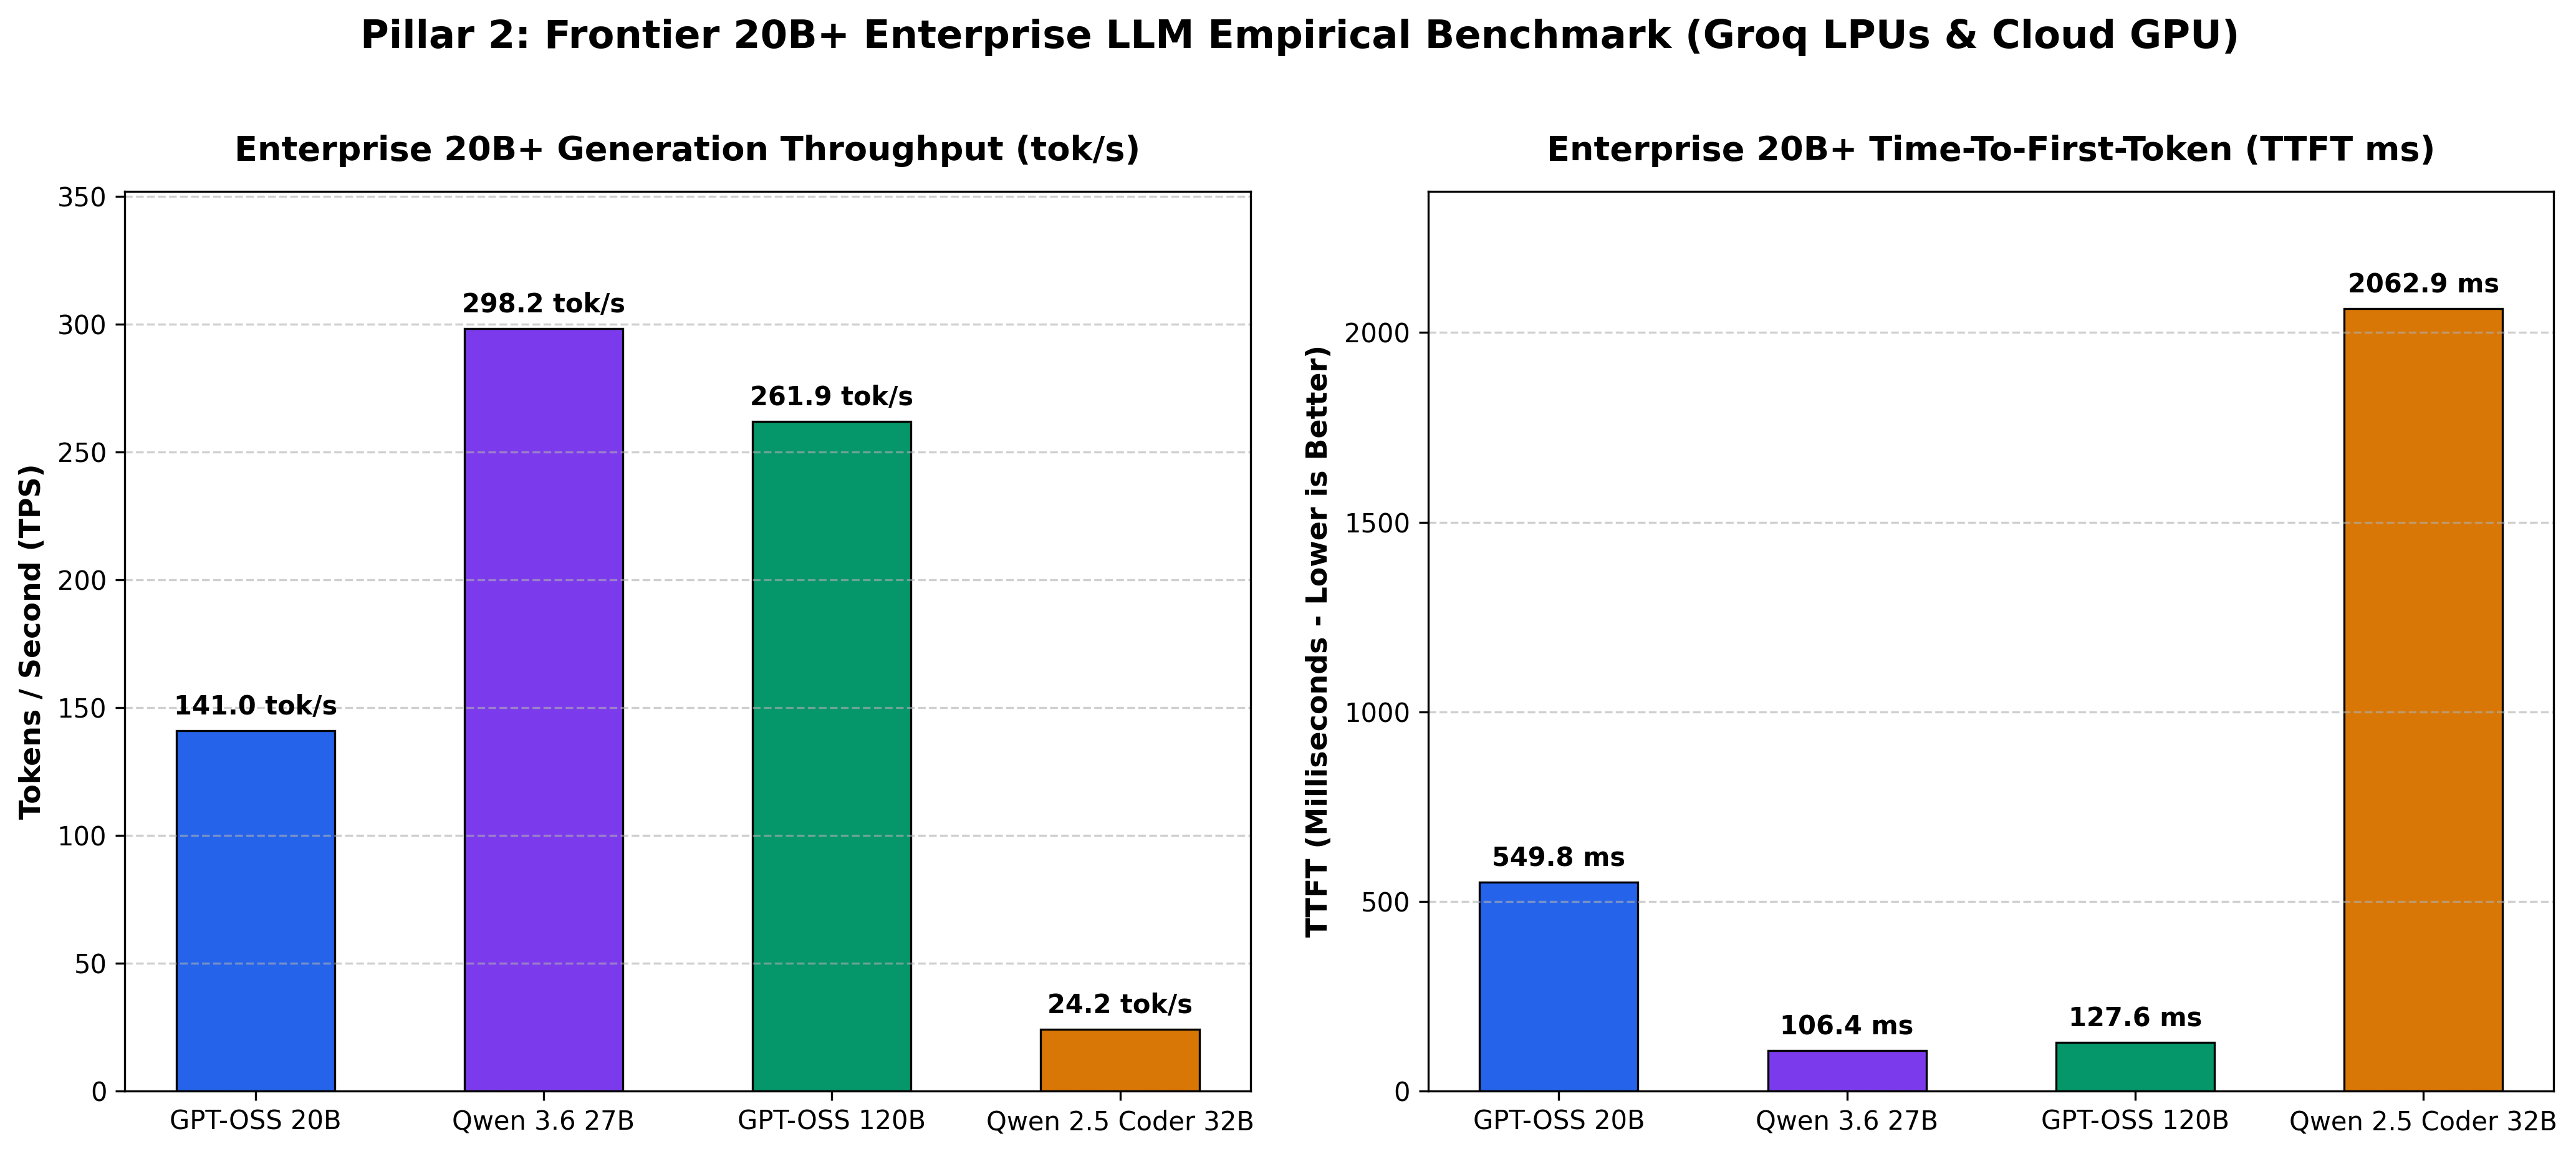 Pillar 2: Frontier 20B+ Enterprise LLM Empirical Benchmark (Groq LPUs & Cloud GPU)
Enterprise 20B+ Generation Throughput (tok/s)
Tokens / Second (TPS)
350
300
250
200
150
100
50
0
141.0 tok/s
298.2 tok/s
261.9 tok/s
24.2 tok/s
GPT-OSS 20B
Qwen 3.6 27B
GPT-OSS 120B
Qwen 2.5 Coder 32B
Enterprise 20B+ Time-To-First-Token (TTFT ms)
TTFT (Milliseconds - Lower is Better)
2000
1500
1000
500
0
549.8 ms
106.4 ms
127.6 ms
2062.9 ms
GPT-OSS 20B
Qwen 3.6 27B
GPT-OSS 120B
Qwen 2.5 Coder 32B